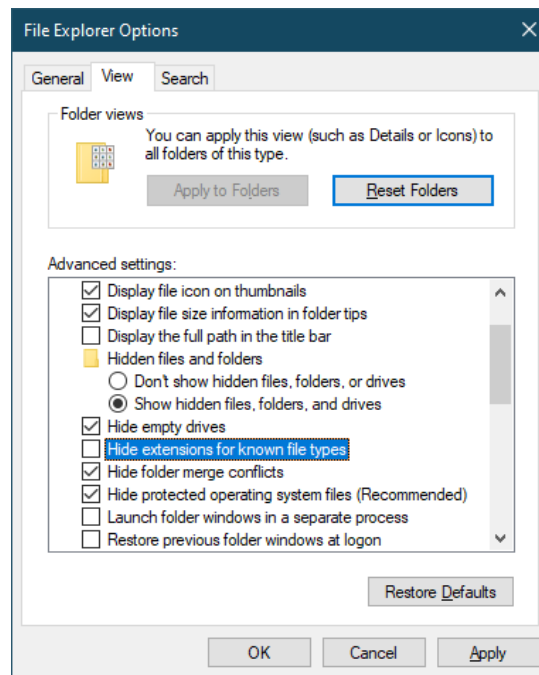 File Explorer Options
General
View
Search
Folder views
You can apply this view (such as Details or Icons) to
all folders of this type.
Apply to Folders
Reset Folders
Advanced settings:
Display file icon on thumbnails
Display file size information in folder tips
Display the full path in the title bar
Hidden files and folders
Don't show hidden files, folders, or drives
Show hidden files, folders, and drives
Hide empty drives
Hide extensions for known file types
Hide folder merge conflicts
Hide protected operating system files (Recommended)
Launch folder windows in a separate process
Restore previous folder windows at logon
Restore Defaults
OK
Cancel
Apply